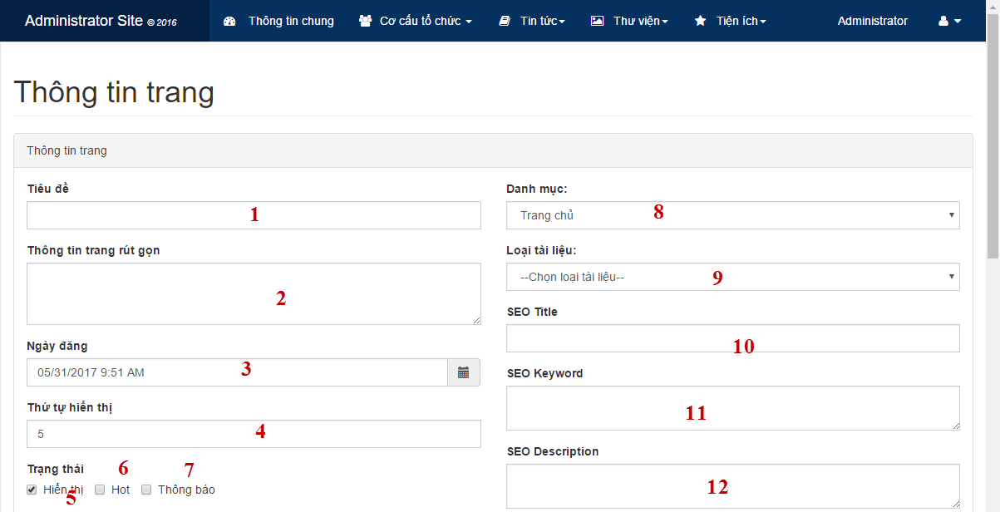 Administrator Site © 2016 Thông tin chung Cơ cấu tổ chức Tin tức Thư viện Tiện ích Administrator
Thông tin trang
Thông tin trang
Tiêu đề
1
Thông tin trang rút gọn
2
Ngày đăng
05/31/2017 9:51 AM 3
Thứ tự hiển thị
5 4
Trạng thái 6 7
Hiển thị Hot Thông báo
5
Danh mục:
Trang chủ 8
Loại tài liệu:
--Chọn loại tài liệu-- 9
SEO Title
10
SEO Keyword
11
SEO Description
12